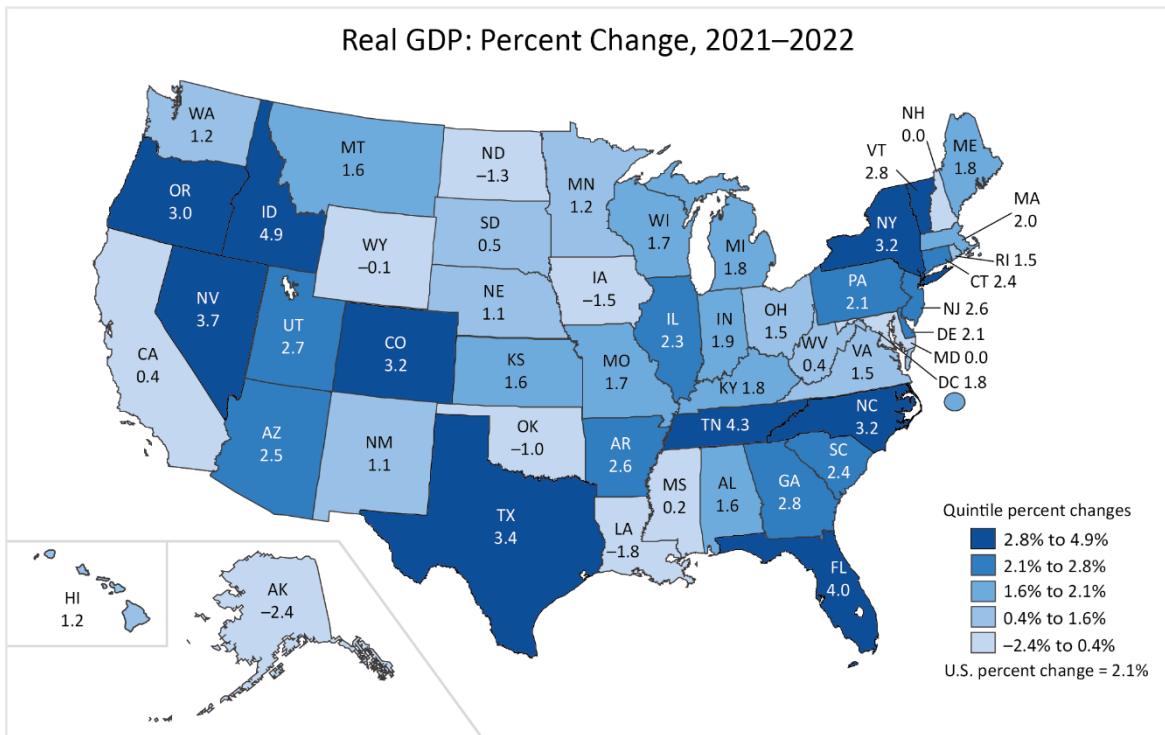 Real GDP: Percent Change, 2021–2022
WA
1.2
MT
1.6
ND
–1.3
MN
1.2
NH
0.0
VT
2.8
ME
1.8
MA
2.0
OR
3.0
ID
4.9
SD
0.5
WI
1.7
MI
1.8
NY
3.2
RI 1.5
CT 2.4
WY
–0.1
IA
–1.5
PA
2.1
NJ 2.6
NV
3.7
NE
1.1
IL
2.3
IN
1.9
OH
1.5
DE 2.1
MD 0.0
DC 1.8
UT
2.7
CO
3.2
CA
0.4
KS
1.6
MO
1.7
WV
0.4
VA
1.5
KY 1.8
AZ
2.5
NM
1.1
OK
–1.0
AR
2.6
TN 4.3
NC
3.2
SC
2.4
MS
0.2
AL
1.6
GA
2.8
TX
3.4
LA
–1.8
FL
4.0
HI
1.2
AK
–2.4
Quintile percent changes
2.8% to 4.9%
2.1% to 2.8%
1.6% to 2.1%
0.4% to 1.6%
–2.4% to 0.4%
U.S. percent change = 2.1%